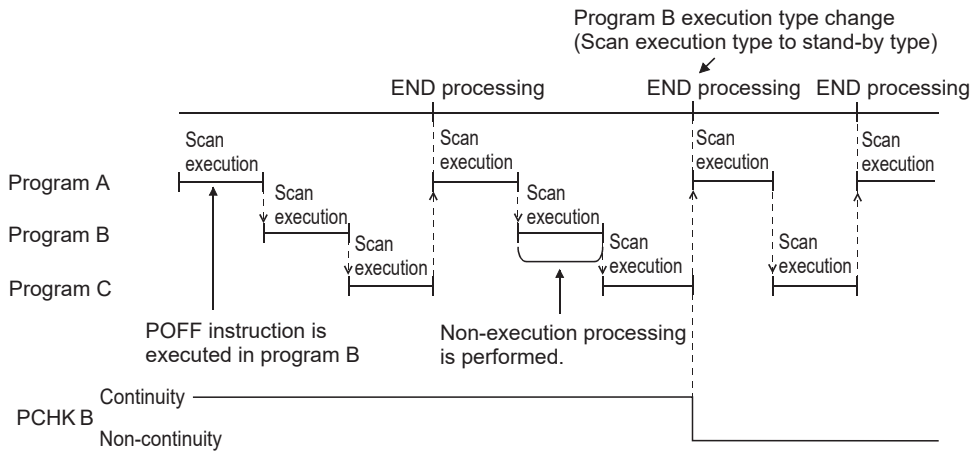 Program B execution type change
(Scan execution type to stand-by type)
END processing
END processing
END processing
Scan
execution
Scan
execution
Scan
execution
Scan
execution
Program A
Scan
execution
Scan
execution
Program B
Scan
execution
Scan
execution
Scan
execution
Program C
POFF instruction is
executed in program B
Non-execution processing
is performed.
Continuity
PCHK B
Non-continuity